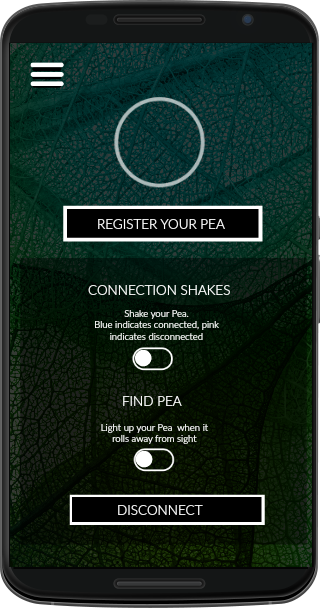 REGISTER YOUR PEA
CONNECTION SHAKES
Shake your Pea.
Blue indicates connected, pink
indicates disconnected
FIND PEA
Light up your Pea when it
rolls away from sight
DISCONNECT